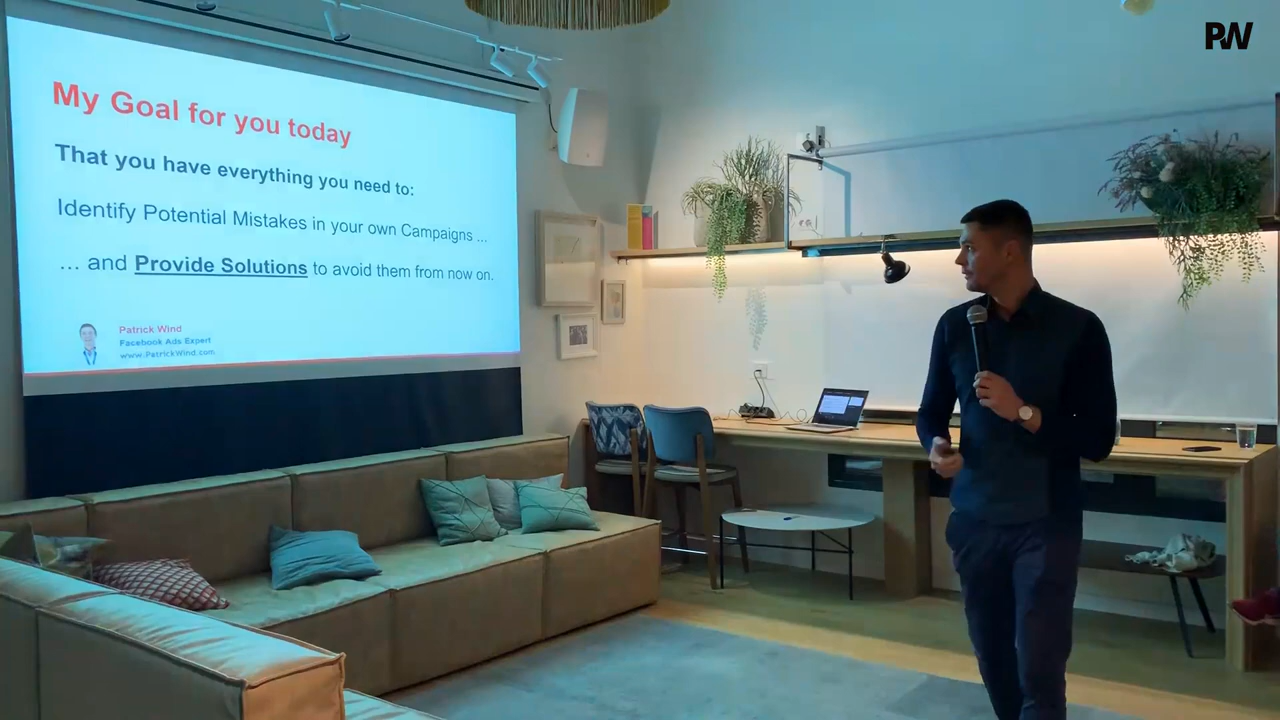 My Goal for you today
That you have everything you need to:
Identify Potential Mistakes in your own Campaigns ...
... and Provide Solutions to avoid them from now on.
Patrick Wind
Facebook Ads Expert
www.PatrickWind.com
PW